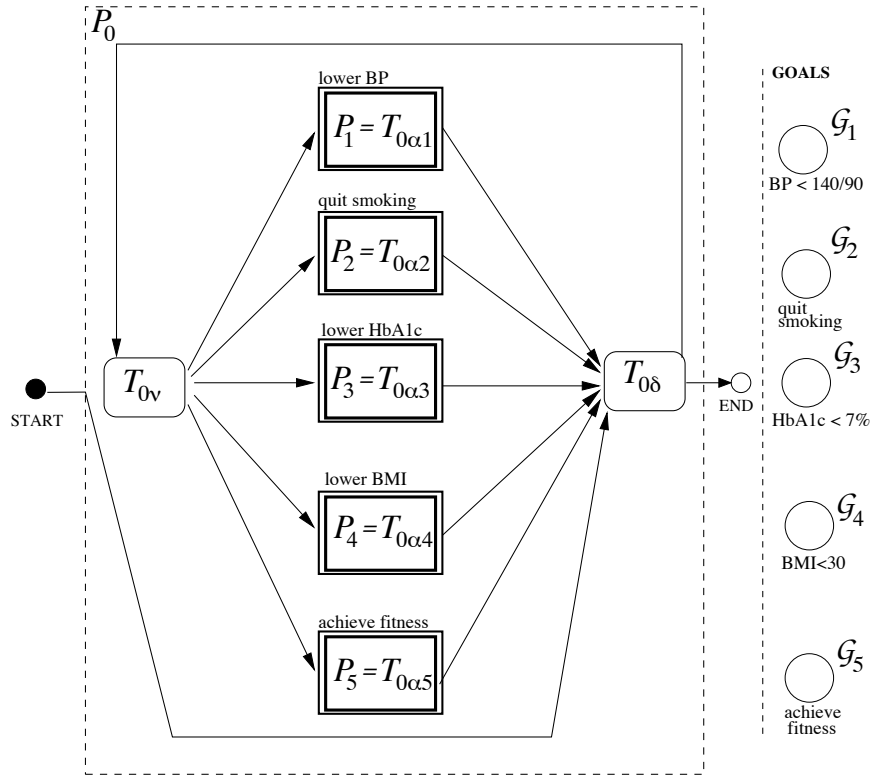 P₀
GOALS
lower BP
P₁ = T₀α₁
𝒢₁
BP < 140/90
quit smoking
P₂ = T₀α₂
𝒢₂
quit
smoking
lower HbA1c
P₃ = T₀α₃
T₀ν
T₀δ
START
END
𝒢₃
HbA1c < 7%
lower BMI
P₄ = T₀α₄
𝒢₄
BMI<30
achieve fitness
P₅ = T₀α₅
𝒢₅
achieve
fitness